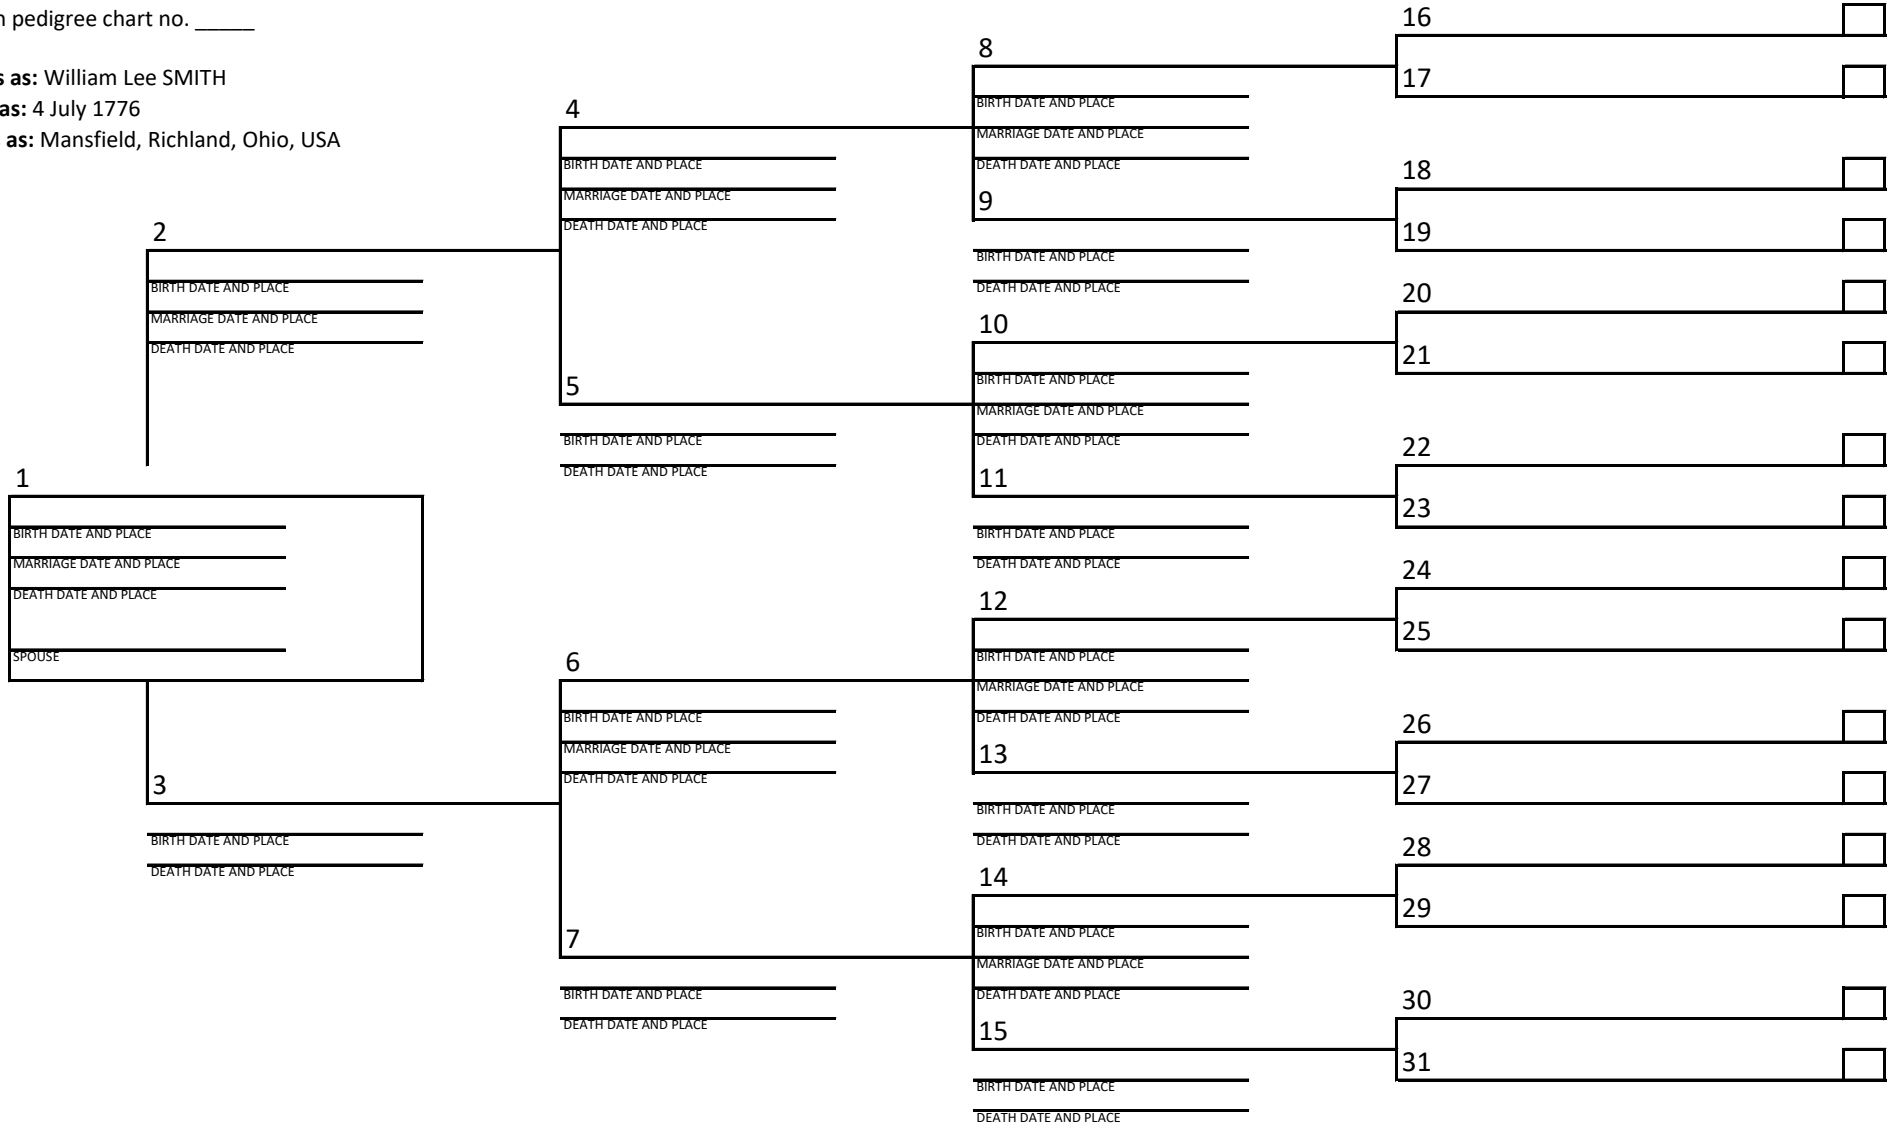 n pedigree chart no. _____
s as: William Lee SMITH
as: 4 July 1776
as: Mansfield, Richland, Ohio, USA
1
BIRTH DATE AND PLACE
MARRIAGE DATE AND PLACE
DEATH DATE AND PLACE
SPOUSE
2
BIRTH DATE AND PLACE
MARRIAGE DATE AND PLACE
DEATH DATE AND PLACE
3
BIRTH DATE AND PLACE
DEATH DATE AND PLACE
4
BIRTH DATE AND PLACE
MARRIAGE DATE AND PLACE
DEATH DATE AND PLACE
5
BIRTH DATE AND PLACE
DEATH DATE AND PLACE
6
BIRTH DATE AND PLACE
MARRIAGE DATE AND PLACE
DEATH DATE AND PLACE
7
BIRTH DATE AND PLACE
DEATH DATE AND PLACE
8
BIRTH DATE AND PLACE
MARRIAGE DATE AND PLACE
DEATH DATE AND PLACE
9
BIRTH DATE AND PLACE
DEATH DATE AND PLACE
10
BIRTH DATE AND PLACE
MARRIAGE DATE AND PLACE
DEATH DATE AND PLACE
11
BIRTH DATE AND PLACE
DEATH DATE AND PLACE
12
BIRTH DATE AND PLACE
MARRIAGE DATE AND PLACE
DEATH DATE AND PLACE
13
BIRTH DATE AND PLACE
DEATH DATE AND PLACE
14
BIRTH DATE AND PLACE
MARRIAGE DATE AND PLACE
DEATH DATE AND PLACE
15
BIRTH DATE AND PLACE
DEATH DATE AND PLACE
16
17
18
19
20
21
22
23
24
25
26
27
28
29
30
31